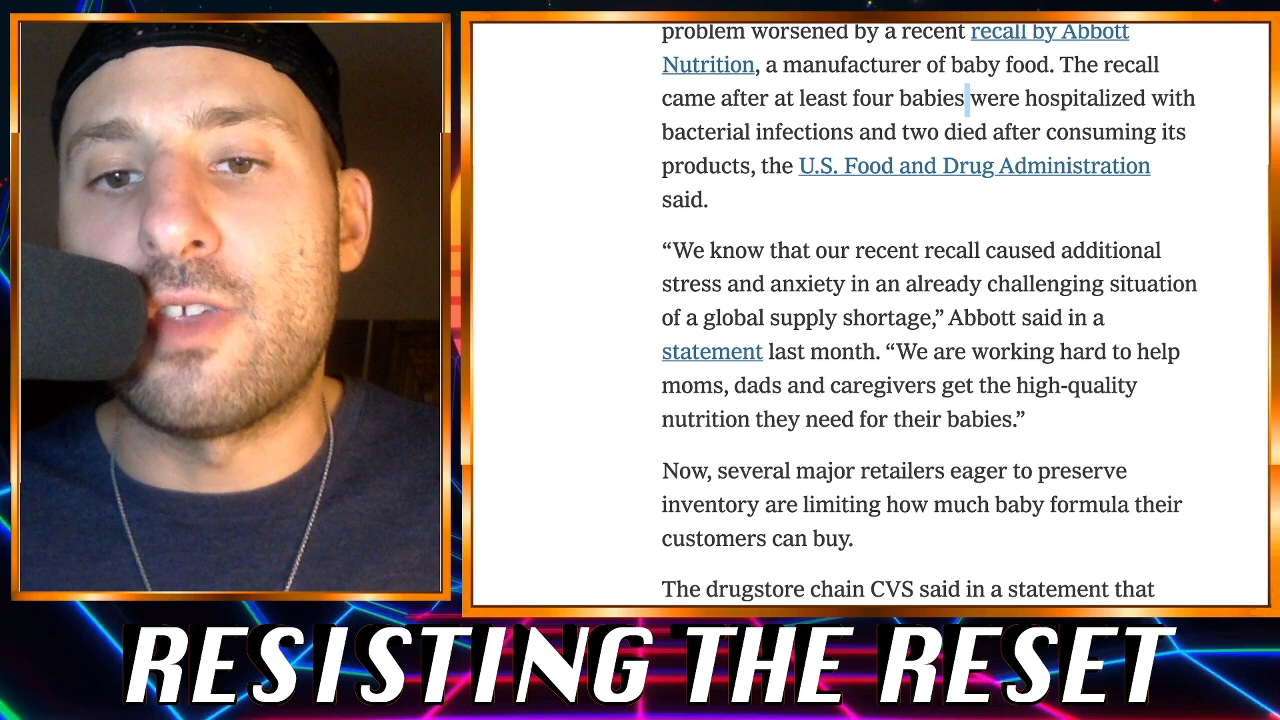 problem worsened by a recent recall by Abbott
Nutrition, a manufacturer of baby food. The recall
came after at least four babies were hospitalized with
bacterial infections and two died after consuming its
products, the U.S. Food and Drug Administration
said.
“We know that our recent recall caused additional
stress and anxiety in an already challenging situation
of a global supply shortage,” Abbott said in a
statement last month. “We are working hard to help
moms, dads and caregivers get the high-quality
nutrition they need for their babies.”
Now, several major retailers eager to preserve
inventory are limiting how much baby formula their
customers can buy.
The drugstore chain CVS said in a statement that
RESISTING THE RESET